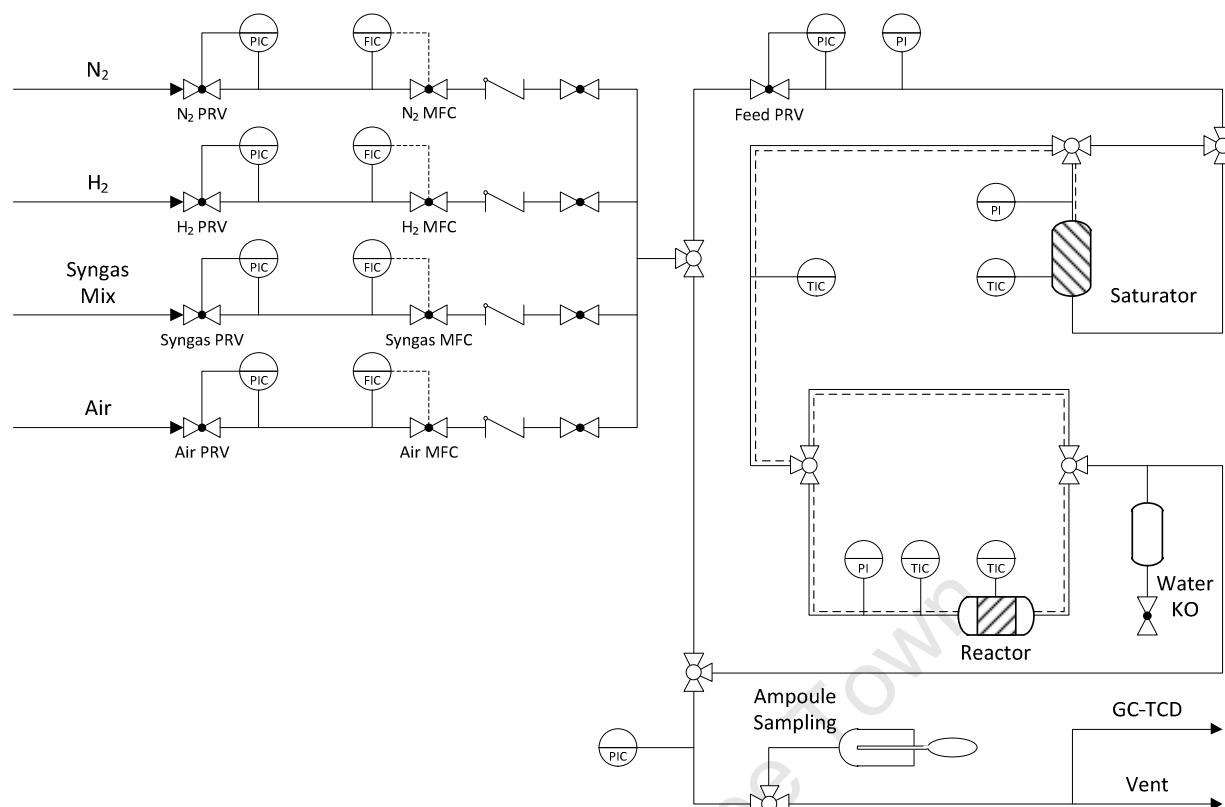 PIC
FIC
N₂
N₂ PRV
N₂ MFC
PIC
FIC
H₂
H₂ PRV
H₂ MFC
PIC
FIC
Syngas
Mix
Syngas PRV
Syngas MFC
PIC
FIC
Air
Air PRV
Air MFC
PIC
PI
Feed PRV
PI
TIC
TIC
Saturator
PI
TIC
TIC
Reactor
Water
KO
Ampoule
Sampling
PIC
GC-TCD
Vent
Town